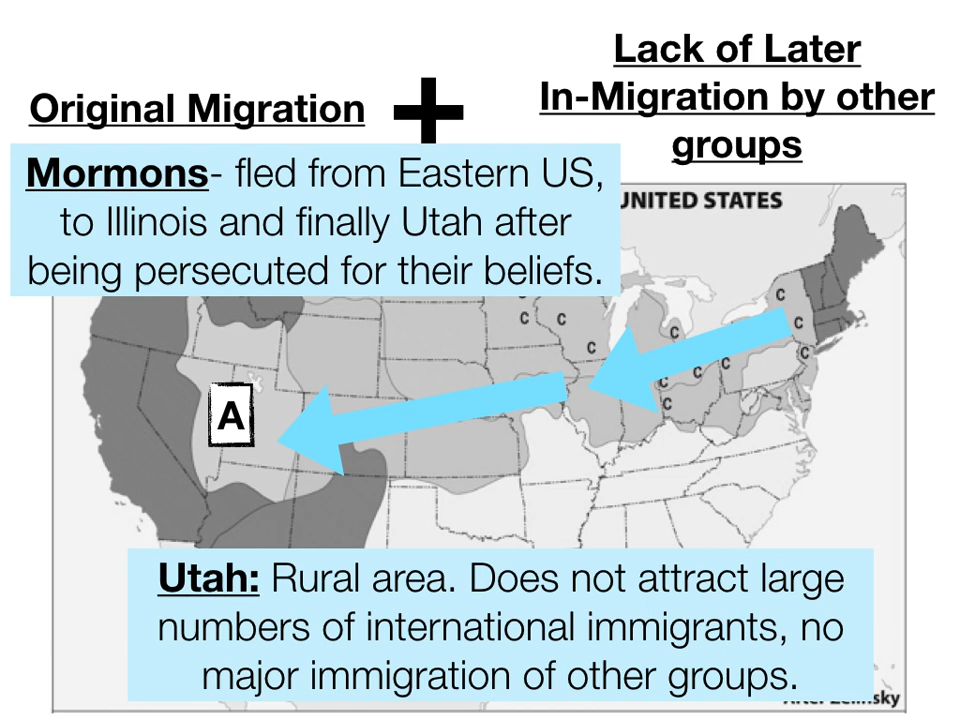 Original Migration
+
Lack of Later
In-Migration by other
groups
Mormons- fled from Eastern US,
to Illinois and finally Utah after
being persecuted for their beliefs.
UNITED STATES
C
C
C
C
C
C
C
C
C
C
C
A
Utah: Rural area. Does not attract large
numbers of international immigrants, no
major immigration of other groups.
After Zelinsky